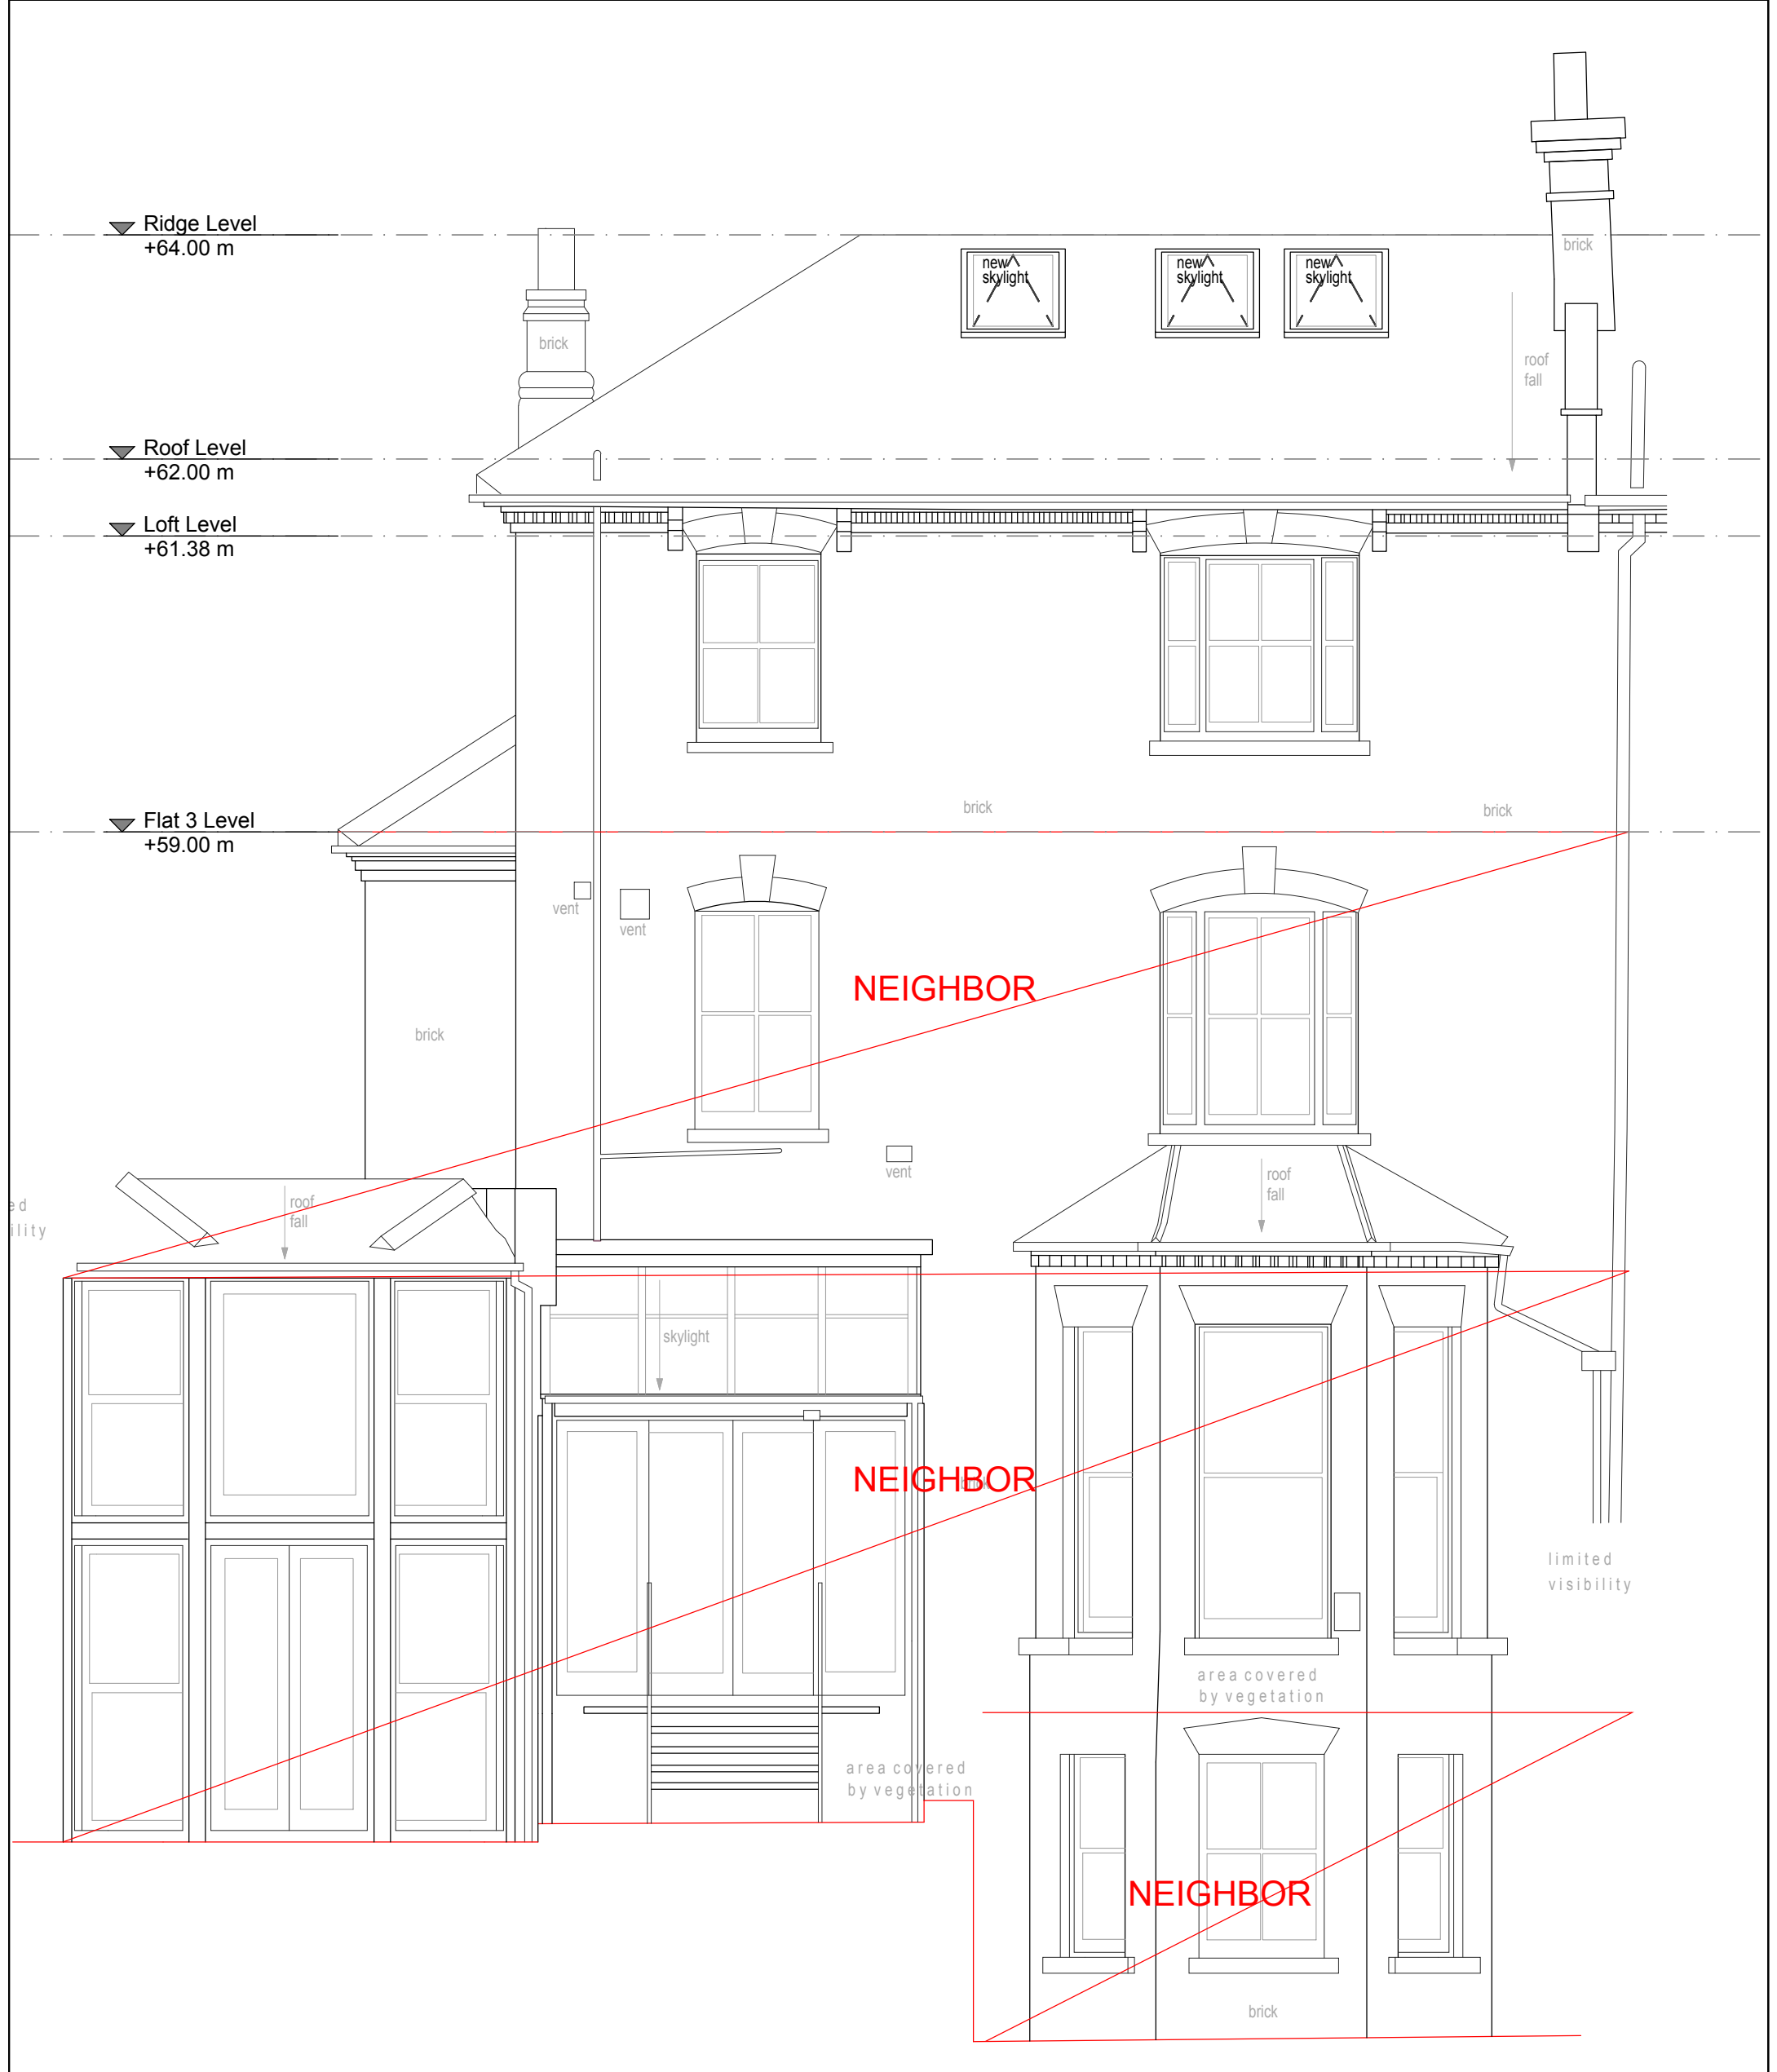 Ridge Level
+64.00 m
new
skylight
new
skylight
new
skylight
brick
brick
roof
fall
Roof Level
+62.00 m
Loft Level
+61.38 m
brick
brick
Flat 3 Level
+59.00 m
vent
vent
NEIGHBOR
brick
vent
roof
fall
roof
fall
skylight
NEIGHBOR
brick
limited
visibility
area covered
by vegetation
area covered
by vegetation
NEIGHBOR
brick